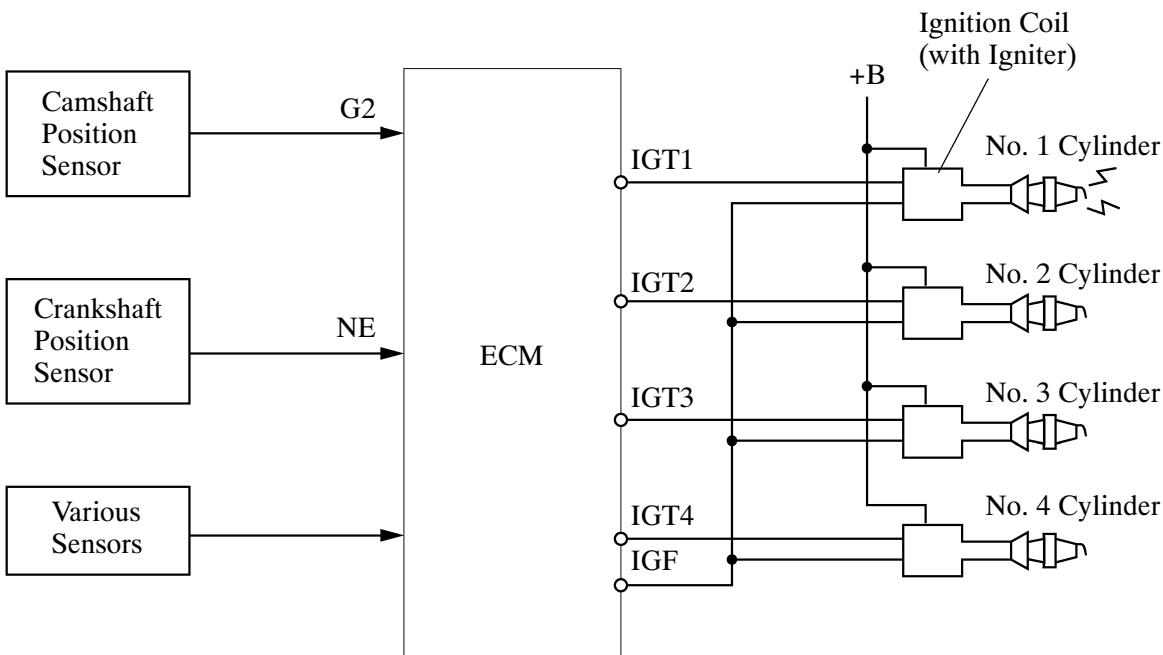 Ignition Coil
(with Igniter)
+B
Camshaft
Position
Sensor
G2
IGT1
No. 1 Cylinder
Crankshaft
Position
Sensor
NE
ECM
IGT2
No. 2 Cylinder
IGT3
No. 3 Cylinder
Various
Sensors
IGT4
No. 4 Cylinder
IGF